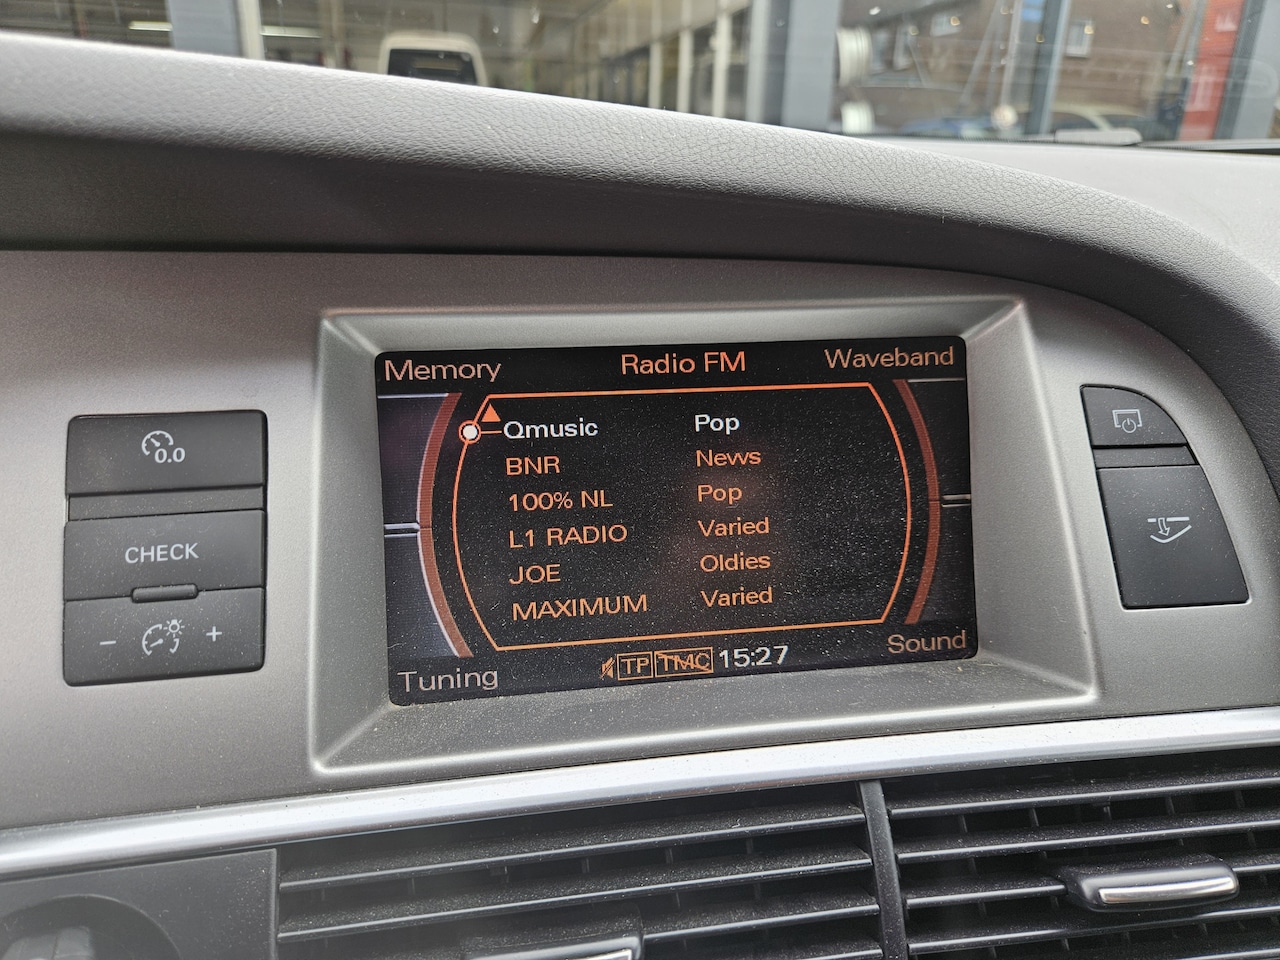 Memory Radio FM Waveband
Qmusic Pop
BNR News
100% NL Pop
L1 RADIO Varied
JOE Oldies
MAXIMUM Varied
Tuning TP TMC 15:27 Sound
0.0
CHECK
- +